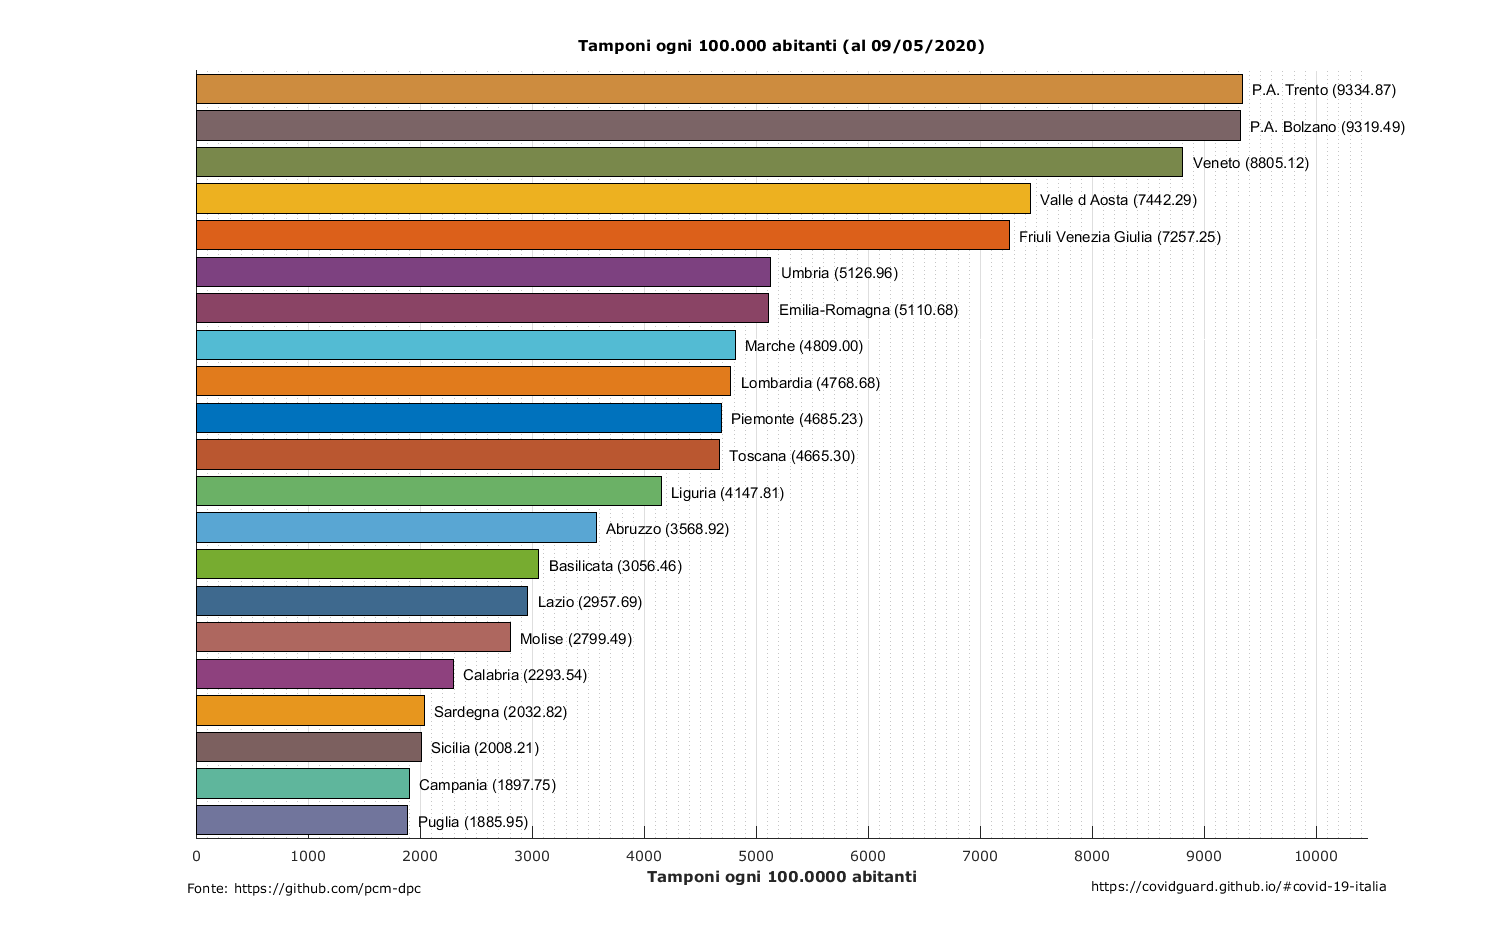 Tamponi ogni 100.000 abitanti (al 09/05/2020)
P.A. Trento (9334.87)
P.A. Bolzano (9319.49)
Veneto (8805.12)
Valle d Aosta (7442.29)
Friuli Venezia Giulia (7257.25)
Umbria (5126.96)
Emilia-Romagna (5110.68)
Marche (4809.00)
Lombardia (4768.68)
Piemonte (4685.23)
Toscana (4665.30)
Liguria (4147.81)
Abruzzo (3568.92)
Basilicata (3056.46)
Lazio (2957.69)
Molise (2799.49)
Calabria (2293.54)
Sardegna (2032.82)
Sicilia (2008.21)
Campania (1897.75)
Puglia (1885.95)
0 1000 2000 3000 4000 5000 6000 7000 8000 9000 10000
Tamponi ogni 100.0000 abitanti
Fonte: https://github.com/pcm-dpc
https://covidguard.github.io/#covid-19-italia